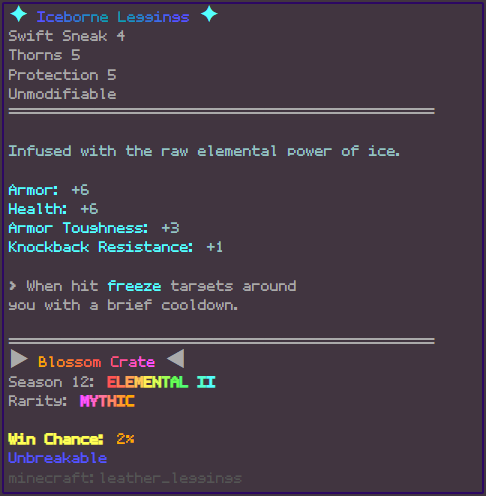 ✦ Iceborne Leggings ✦
Swift Sneak 4
Thorns 5
Protection 5
Unmodifiable
Infused with the raw elemental power of ice.
Armor: +6
Health: +6
Armor Toughness: +3
Knockback Resistance: +1
> When hit freeze targets around
you with a brief cooldown.
▶ Blossom Crate ◀
Season 12: ELEMENTAL II
Rarity: MYTHIC
Win Chance: 2%
Unbreakable
minecraft:leather_leggings